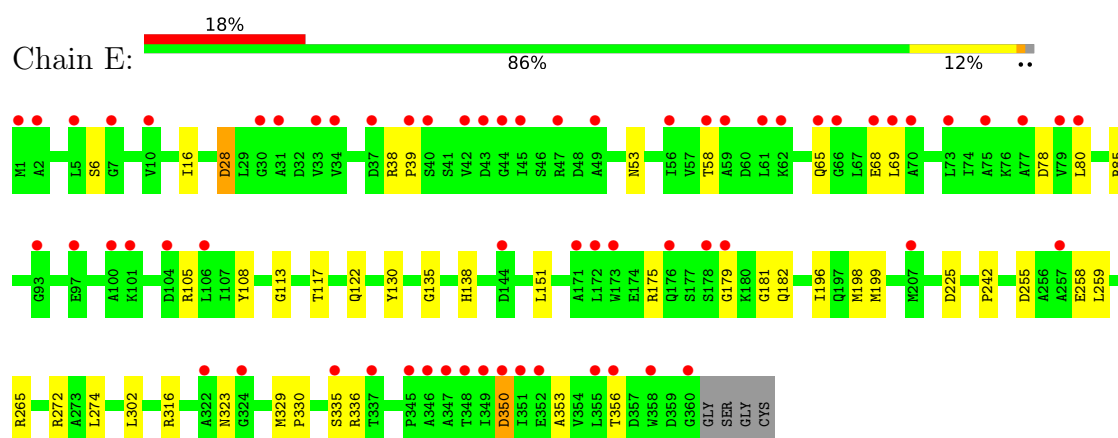 18%
Chain E:
86% 12% ••
M1 A2 L5 S6 G7 V10 I16 D28 L29 G30 A31 D32 V33 V34 D37 R38 P39 S40 S41 V42 D43 G44 I45 S46 R47 D48 A49 N53 I56 V57 T58 A59 D60 L61 K62 Q65 G66 L67 E68 L69 A70 L73 I74 A75 K76 A77 D78 V79 L80 R85
G93 E97 A100 K101 D104 R105 L106 I107 Y108 G113 T117 Q122 Y130 G135 H138 D144 L151 A171 L172 W173 E174 R175 Q176 S177 S178 G179 K180 G181 Q182 I196 Q197 M198 M199 M207 D225 P242 D255 A256 A257 E258 L259
R265 R272 A273 L274 L302 R316 A322 N323 G324 M329 P330 S335 R336 T337 P345 A346 A347 T348 I349 D350 I351 E352 A353 V354 L355 T356 D357 W358 D359 G360 GLY SER GLY CYS